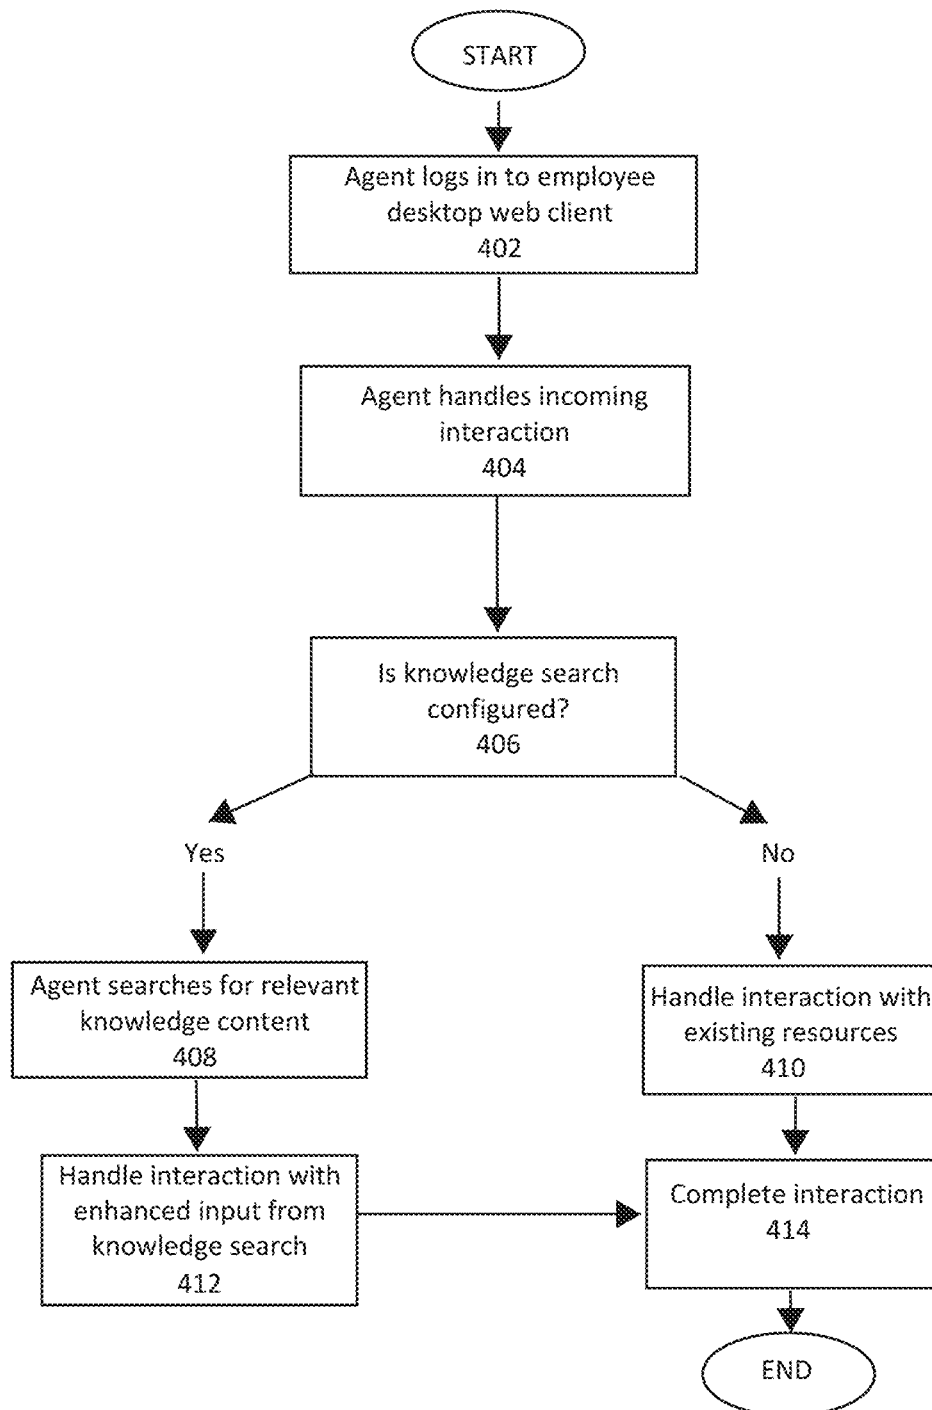 START
Agent logs in to employee
desktop web client
402
Agent handles incoming
interaction
404
Is knowledge search
configured?
406
Yes
No
Agent searches for relevant
knowledge content
408
Handle interaction with
existing resources
410
Handle interaction with
enhanced input from
knowledge search
412
Complete interaction
414
END